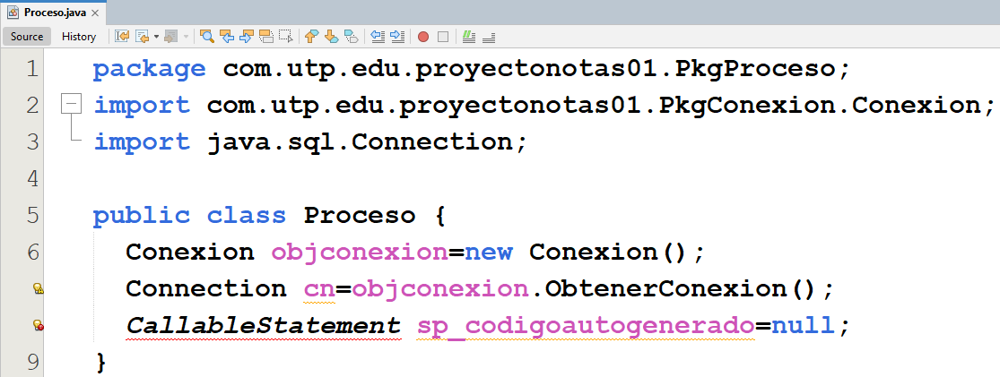 Proceso.java
Source History
1 package com.utp.edu.proyectonotas01.PkgProceso;
2 import com.utp.edu.proyectonotas01.PkgConexion.Conexion;
3 import java.sql.Connection;
4
5 public class Proceso {
6 Conexion objconexion=new Conexion();
Connection cn=objconexion.ObtenerConexion();
CallableStatement sp_codigoautogenerado=null;
9 }